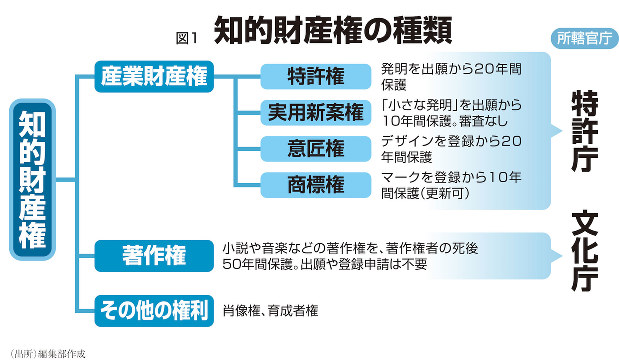 図1 知的財産権の種類
所轄官庁
知的財産権
産業財産権
特許権
発明を出願から20年間
保護
実用新案権
「小さな発明」を出願から
10年間保護。審査なし
意匠権
デザインを登録から20
年間保護
商標権
マークを登録から10年
間保護(更新可)
特許庁
著作権
小説や音楽などの著作権を、著作権者の死後
50年間保護。出願や登録申請は不要
文化庁
その他の権利
肖像権、育成者権
(出所)編集部作成